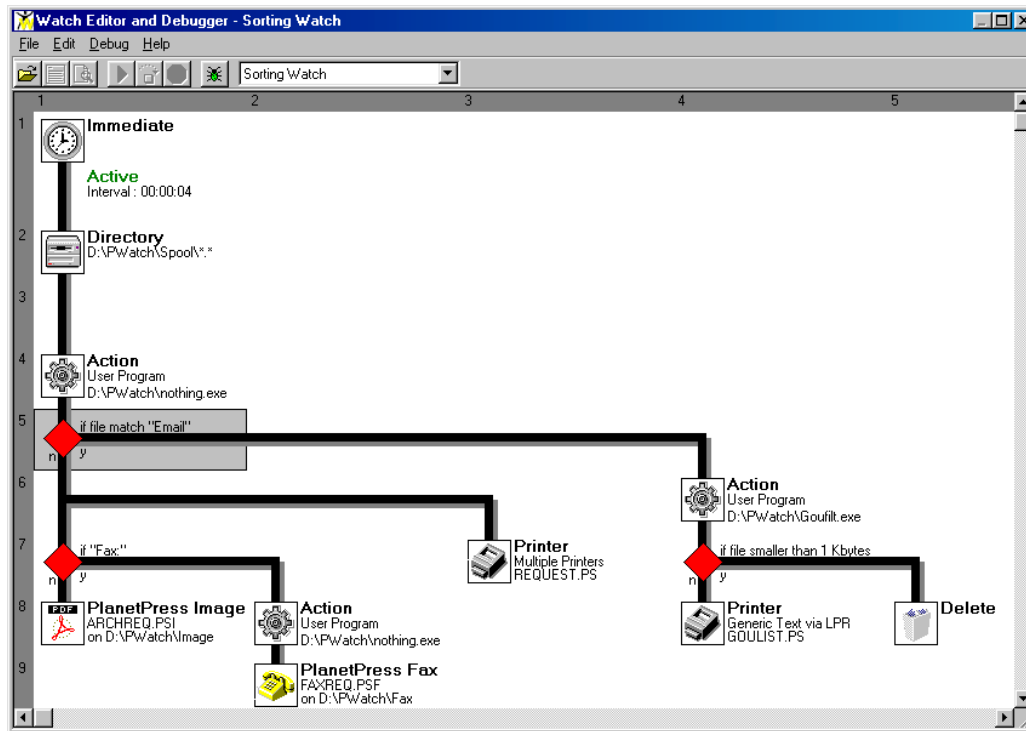 Watch Editor and Debugger - Sorting Watch
File Edit Debug Help
Sorting Watch
1 2 3 4 5
1
Immediate
Active
Interval : 00:00:04
2
Directory
D:\PWatch\Spool\*.*
3
4
Action
User Program
D:\PWatch\nothing.exe
5
if file match "Email"
n y
6
Action
User Program
D:\PWatch\Goufilt.exe
7
if "Fax:"
n y
Printer
Multiple Printers
REQUEST.PS
if file smaller than 1 Kbytes
n y
8
PDF
PlanetPress Image
ARCHREQ.PSI
on D:\PWatch\Image
Action
User Program
D:\PWatch\nothing.exe
Printer
Generic Text via LPR
GOULIST.PS
Delete
9
PlanetPress Fax
FAXREQ.PSF
on D:\PWatch\Fax